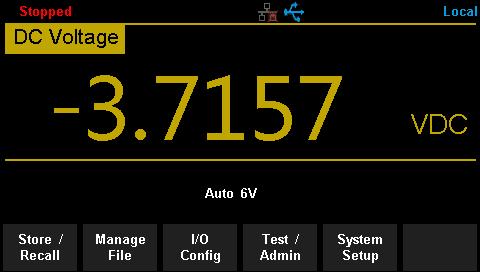 Stopped Local
DC Voltage
-3.7157 VDC
Auto 6V
Store / Manage I/O Test / System
Recall File Config Admin Setup